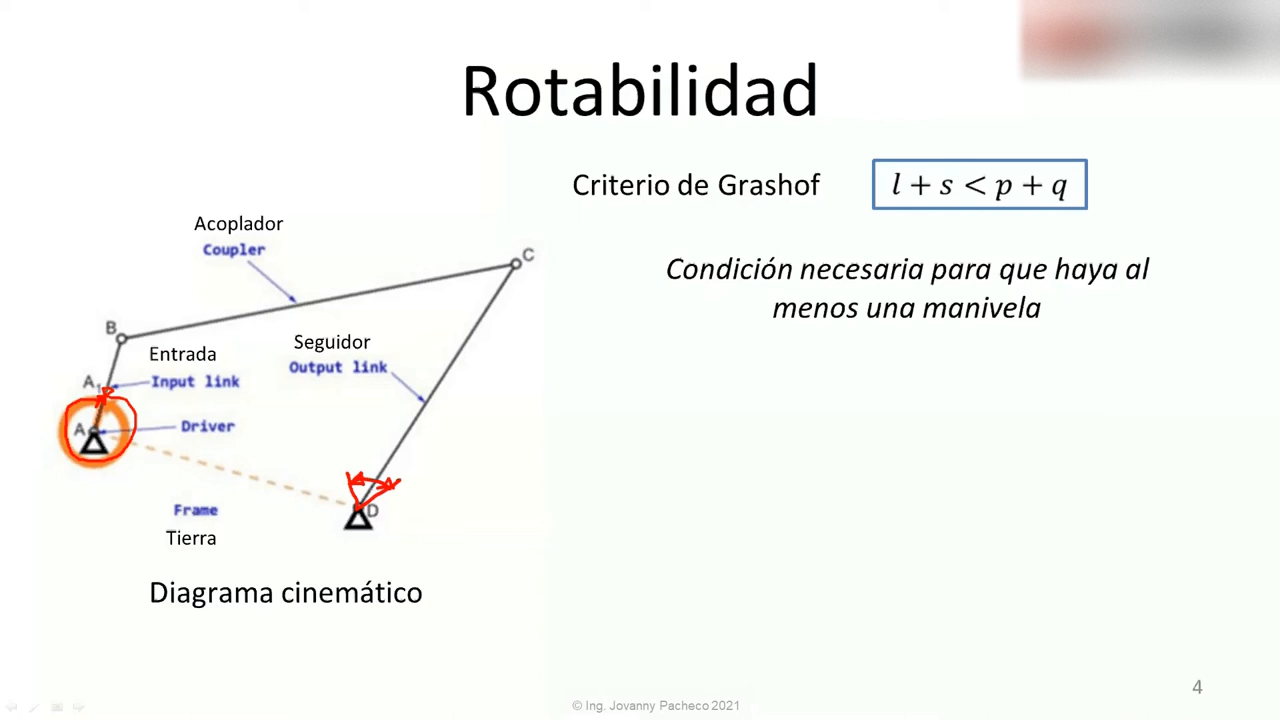 Rotabilidad
Criterio de Grashof
l + s < p + q
Condición necesaria para que haya al
menos una manivela
Acoplador
Coupler
C
B
Entrada
Seguidor
Output link
A₁
Input link
A
Driver
Frame
D
Tierra
Diagrama cinemático
4
© Ing. Jovanny Pacheco 2021